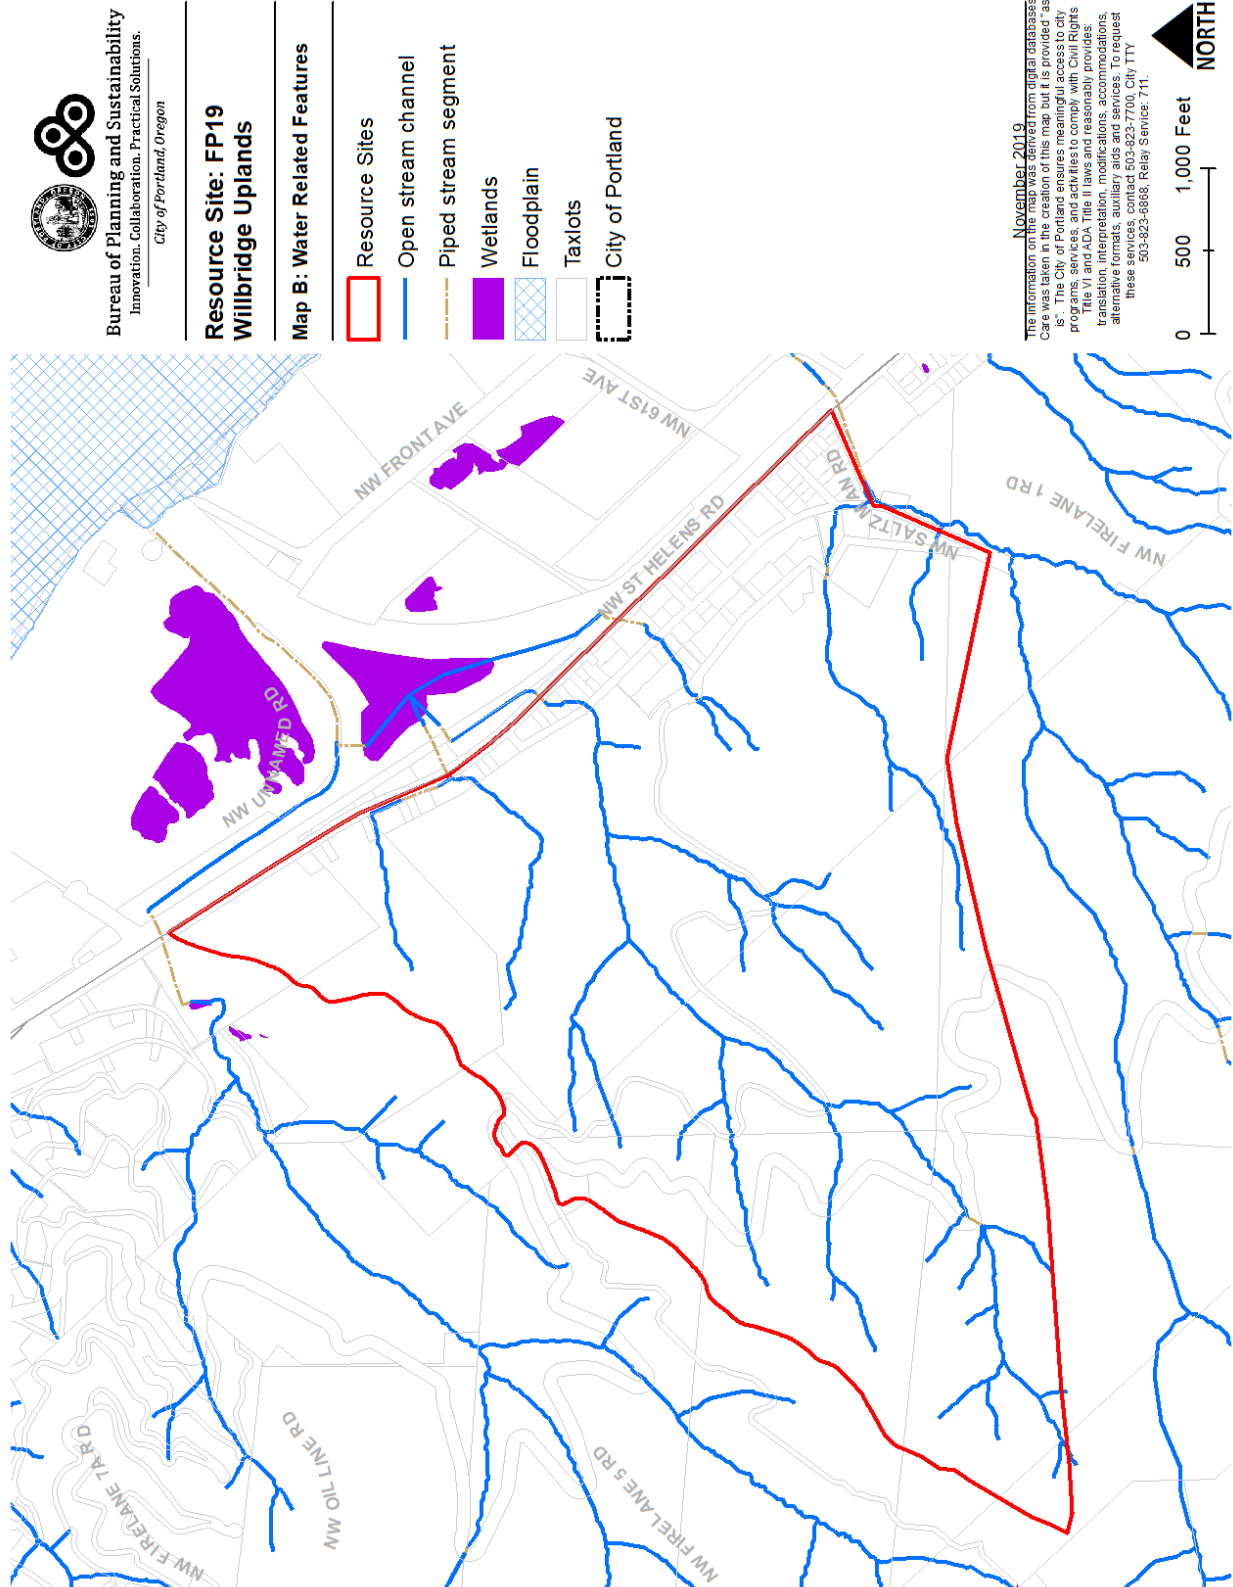 Bureau of Planning and Sustainability
Innovation. Collaboration. Practical Solutions.
City of Portland, Oregon
Resource Site: FP19
Willbridge Uplands
Map B: Water Related Features
Resource Sites
Open stream channel
Piped stream segment
Wetlands
Floodplain
Taxlots
City of Portland
November 2019
The information on the map was derived from digital databases
Care was taken in the creation of this map but it is provided "as
is". The City of Portland ensures meaningful access to city
programs, services, and activities to comply with Civil Rights
Title VI and ADA Title II laws and reasonably provides:
translation, interpretation, modifications, accommodations,
alternative formats, auxiliary aids and services. To request
these services, contact 503-823-7700, City TTY
503-823-6868, Relay Service: 711.
0 500 1,000 Feet
NORTH
NW FRONT AVE
NW 61ST AVE
NW ST HELENS RD
NW UNNAMED RD
NW SALTZMAN RD
NW FIRELANE 1 RD
NW FIRELANE 7A RD
NW OIL LINE RD
NW FIRELANE 5 RD